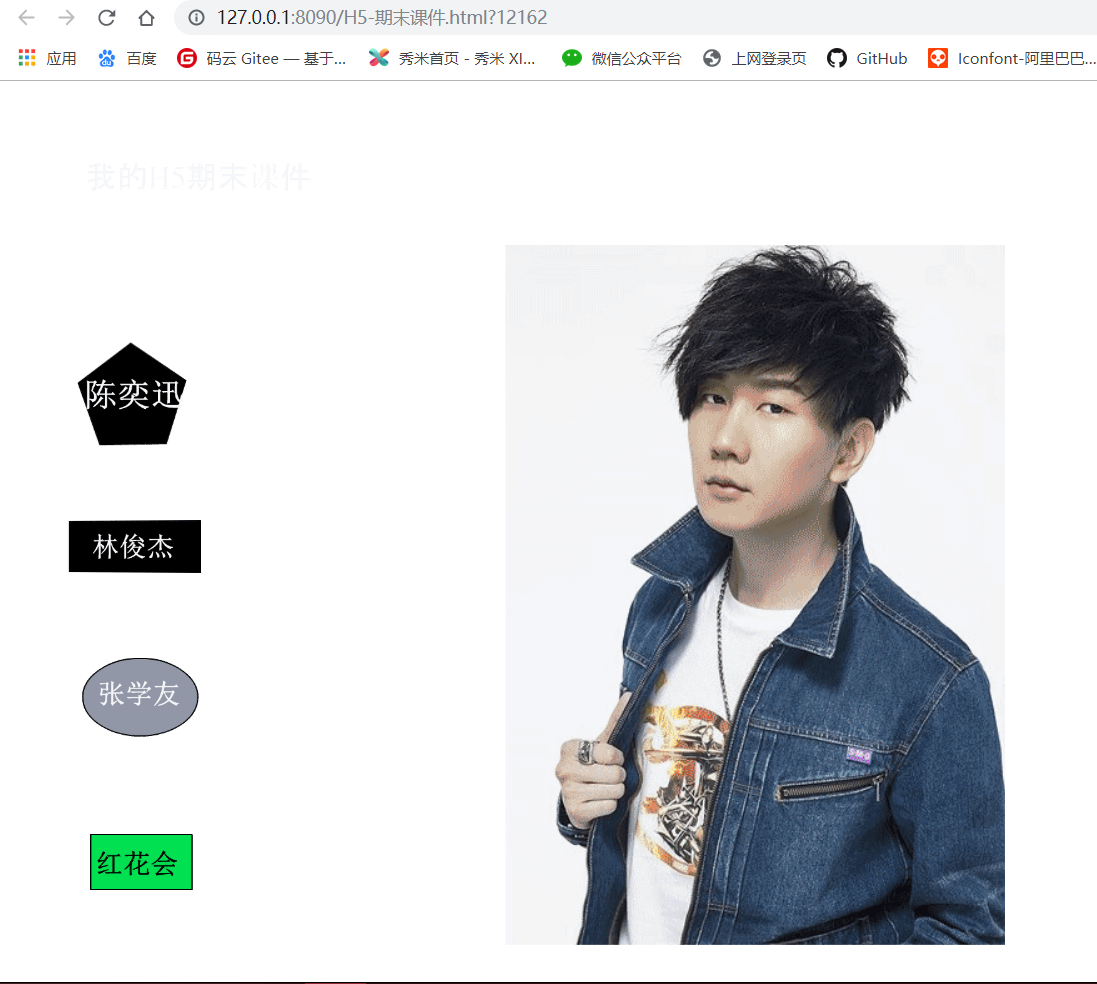 127.0.0.1:8090/H5-期末课件.html?12162
应用 百度 码云 Gitee — 基于... 秀米首页 - 秀米 XI... 微信公众平台 上网登录页 GitHub Iconfont-阿里巴巴...
我的H5期末课件
陈奕迅
林俊杰
张学友
红花会